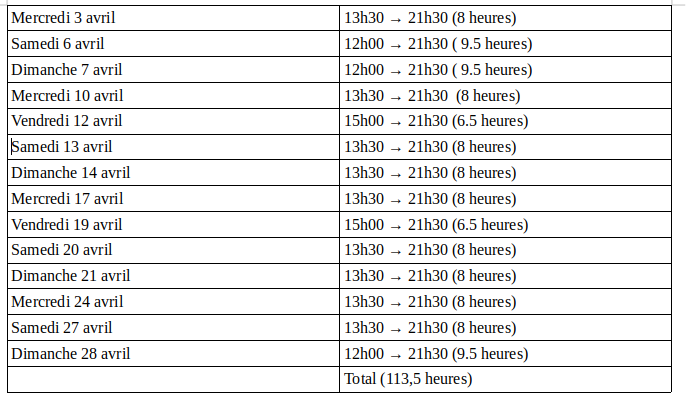 Mercredi 3 avril 13h30 → 21h30 (8 heures)
Samedi 6 avril 12h00 → 21h30 ( 9.5 heures)
Dimanche 7 avril 12h00 → 21h30 ( 9.5 heures)
Mercredi 10 avril 13h30 → 21h30  (8 heures)
Vendredi 12 avril 15h00 → 21h30 (6.5 heures)
Samedi 13 avril 13h30 → 21h30 (8 heures)
Dimanche 14 avril 13h30 → 21h30 (8 heures)
Mercredi 17 avril 13h30 → 21h30 (8 heures)
Vendredi 19 avril 15h00 → 21h30 (6.5 heures)
Samedi 20 avril 13h30 → 21h30 (8 heures)
Dimanche 21 avril 13h30 → 21h30 (8 heures)
Mercredi 24 avril 13h30 → 21h30 (8 heures)
Samedi 27 avril 13h30 → 21h30 (8 heures)
Dimanche 28 avril 12h00 → 21h30 (9.5 heures)
Total (113,5 heures)